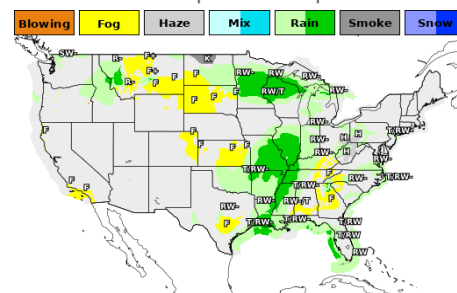 Blowing Fog Haze Mix Rain Smoke Snow
SW- R- F+ K
F+ F RW- RW RW-
R- F F F RW/T RW-
F
F F RW- T/RW-
F F F RW- H H
RW- H RW-
T/RW- F
F T/RW- RW- T/RW-
F RW- RW- RW-/T F
F T/RW- T/RW- T/RW
T/RW
RW